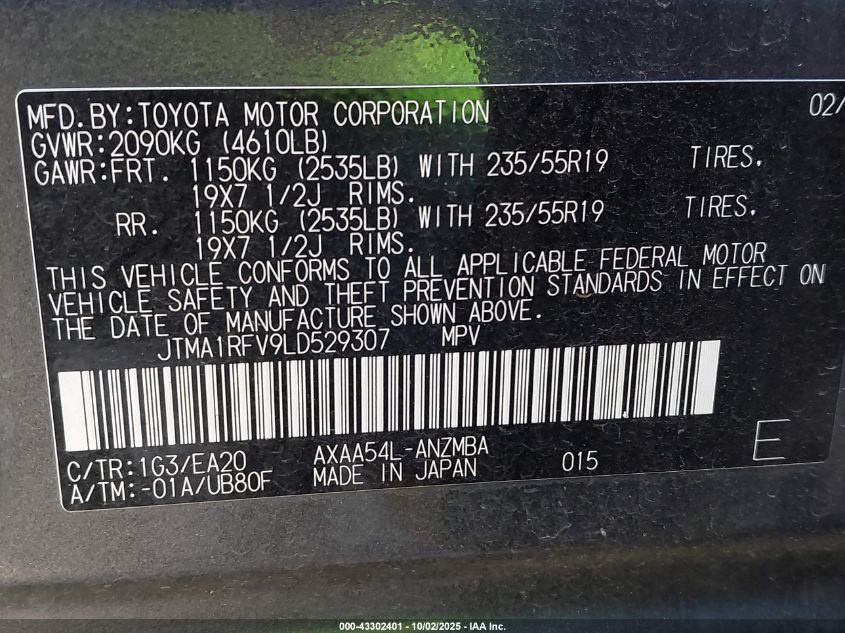 MFD.BY:TOYOTA MOTOR CORPORATION 02/
GVWR:2090KG (4610LB)
GAWR:FRT. 1150KG (2535LB) WITH 235/55R19 TIRES,
19X7 1/2J RIMS.
RR. 1150KG (2535LB) WITH 235/55R19 TIRES,
19X7 1/2J RIMS.
THIS VEHICLE CONFORMS TO ALL APPLICABLE FEDERAL MOTOR
VEHICLE SAFETY AND THEFT PREVENTION STANDARDS IN EFFECT ON
THE DATE OF MANUFACTURE SHOWN ABOVE.
JTMA1RFV9LD529307 MPV
C/TR:1G3/EA20 AXAA54L-ANZMBA
A/TM:-01A/UB80F MADE IN JAPAN 015 E
000-43302401 - 10/02/2025 - IAA Inc.